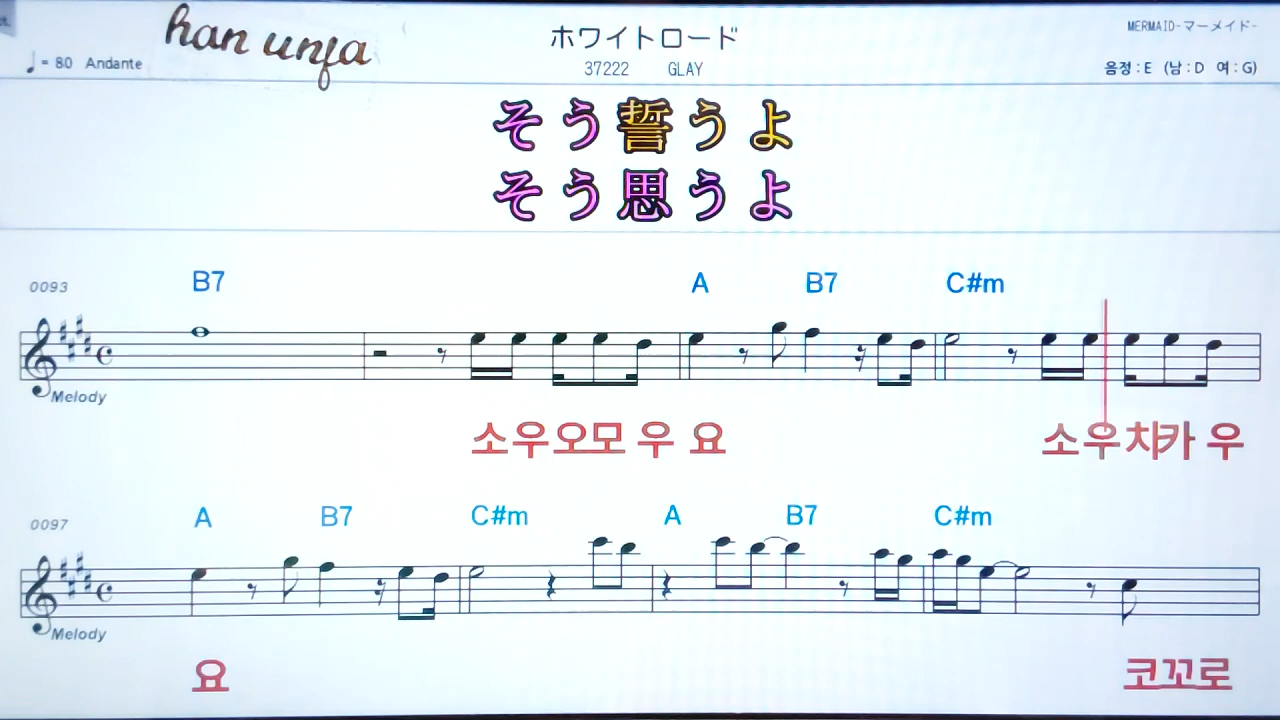 han unja
ホワイトロード
MERMAID-マーメイド-
♩= 80 Andante
37222 GLAY
음정 : E (남 : D 여 : G)
そう誓うよ
そう思うよ
0093
B7 A B7 C#m
Melody
소우오모 우 요 소우치카 우
0097
A B7 C#m A B7 C#m
Melody
요 코꼬로